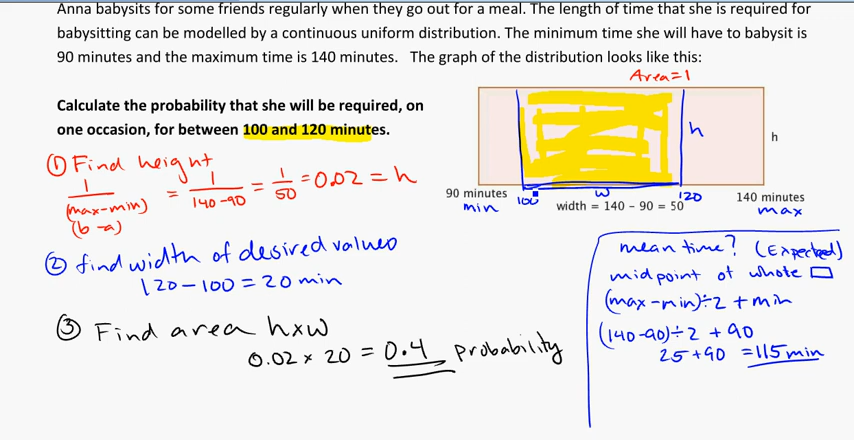 Anna babysits for some friends regularly when they go out for a meal. The length of time that she is required for
babysitting can be modelled by a continuous uniform distribution. The minimum time she will have to babysit is
90 minutes and the maximum time is 140 minutes. The graph of the distribution looks like this:
Area=1
Calculate the probability that she will be required, on
one occasion, for between 100 and 120 minutes.
h
h
90 minutes
min
100
w
width = 140 - 90 = 50
120
140 minutes
max
① Find height
1/(max-min) = 1/140-90 = 1/50 = 0.02 = h
(b-a)
② find width of desired values
120-100 = 20 min
③ Find area hxw
0.02 x 20 = 0.4 probability
mean time? (Expected)
midpoint of whole ▭
(max-min)÷2 + min
(140-90)÷2 + 90
25+90 =115min